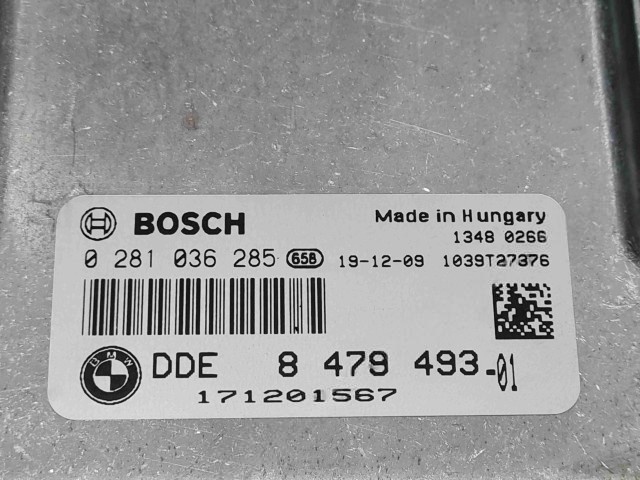 BOSCH
Made in Hungary
1348 0266
0 281 036 285 658 19-12-09 1039T27376
BMW
DDE 8 479 493-01
171201567